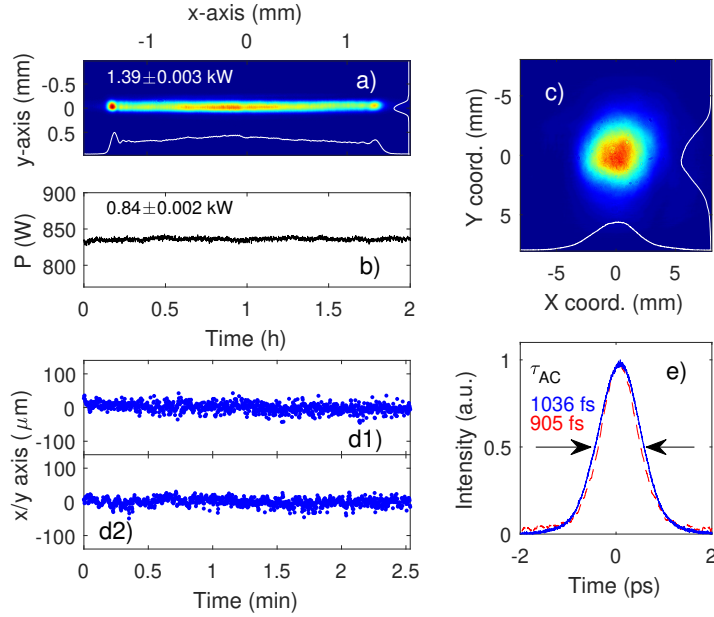 x-axis (mm)
-1 0 1
1.39±0.003 kW
a)
y-axis (mm)
-0.5
0
0.5
0.84±0.002 kW
b)
P (W)
900
850
800
0 0.5 1 1.5 2
Time (h)
c)
Y coord. (mm)
-5
0
5
-5 0 5
X coord. (mm)
x/y axis (μm)
100
0
-100
d1)
100
0
-100
d2)
0 0.5 1 1.5 2 2.5
Time (min)
Intensity (a.u.)
1
0.5
0
τAC
1036 fs
905 fs
e)
-2 0 2
Time (ps)